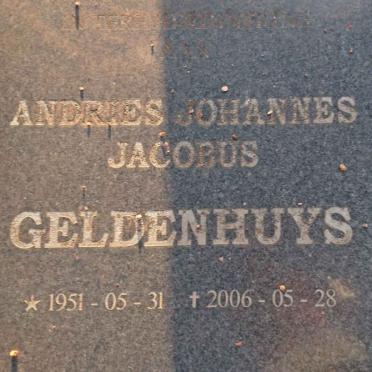 ANDRIES JOHANNES
JACOBUS
GELDENHUYS
★ 1951 - 05 - 31 ✝ 2006 - 05 - 28